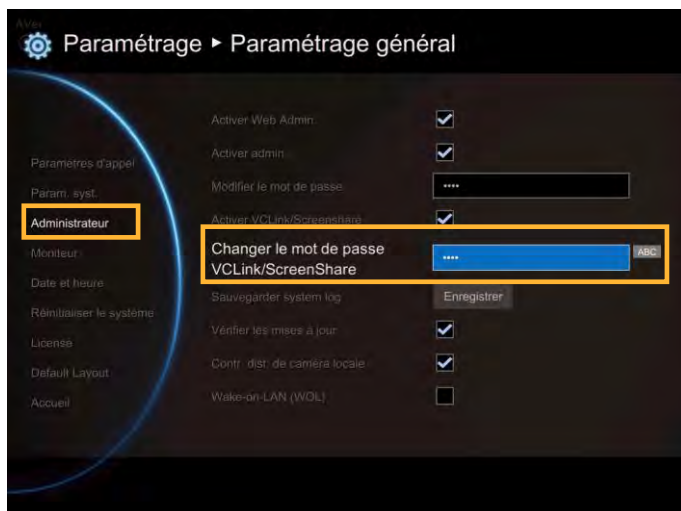 AVer
Paramétrage ► Paramétrage général
Activer Web Admin
Activer admin
Modifier le mot de passe
••••
Activer VCLink/Screenshare
Changer le mot de passe
VCLink/ScreenShare
••••
ABC
Sauvegarder system log
Enregistrer
Vérifier les mises à jour
Contr. dist. de caméra locale
Wake-on-LAN (WOL)
Paramètres d'appel
Param. syst.
Administrateur
Moniteur
Date et heure
Réinitialiser le système
License
Default Layout
Accueil